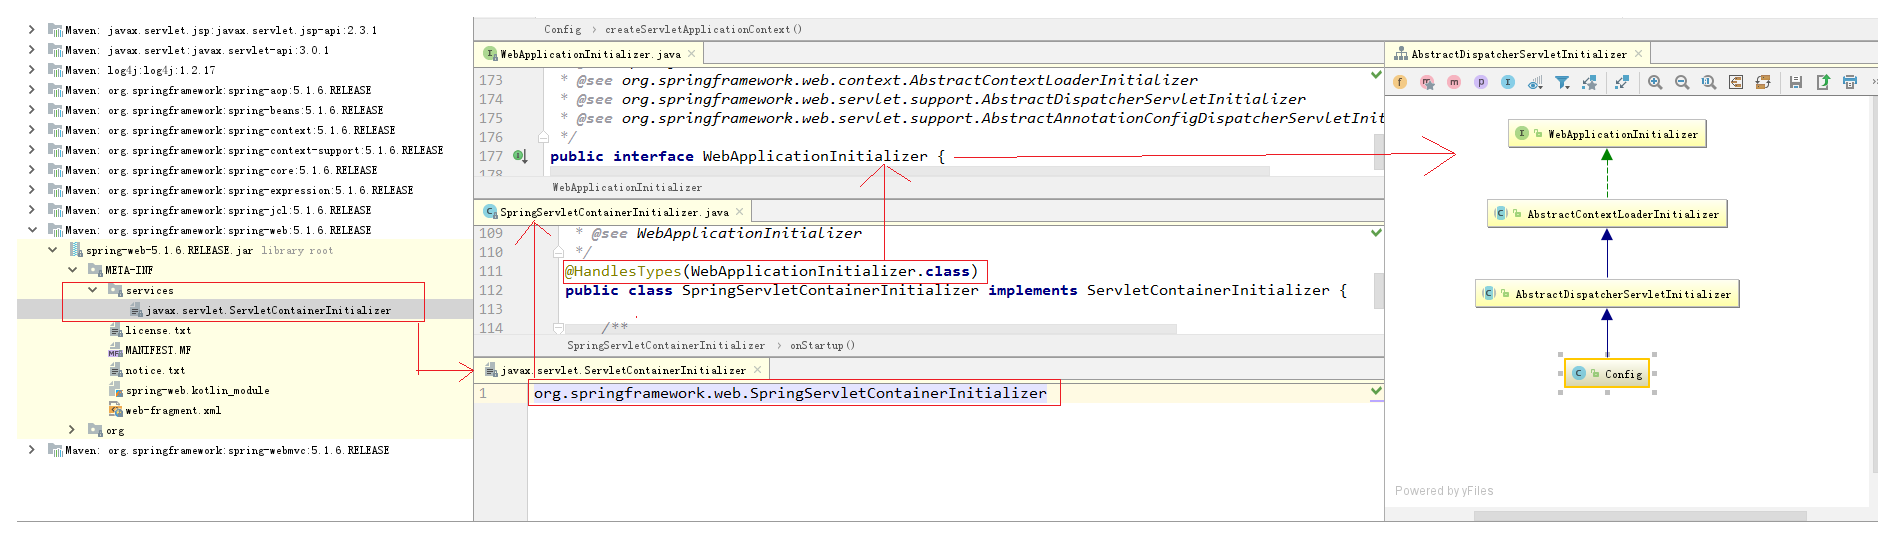 Maven: javax.servlet.jsp:javax.servlet.jsp-api:2.3.1
Maven: javax.servlet:javax.servlet-api:3.0.1
Maven: log4j:log4j:1.2.17
Maven: org.springframework:spring-aop:5.1.6.RELEASE
Maven: org.springframework:spring-beans:5.1.6.RELEASE
Maven: org.springframework:spring-context:5.1.6.RELEASE
Maven: org.springframework:spring-context-support:5.1.6.RELEASE
Maven: org.springframework:spring-core:5.1.6.RELEASE
Maven: org.springframework:spring-expression:5.1.6.RELEASE
Maven: org.springframework:spring-jcl:5.1.6.RELEASE
Maven: org.springframework:spring-web:5.1.6.RELEASE
spring-web-5.1.6.RELEASE.jar library root
META-INF
services
javax.servlet.ServletContainerInitializer
license.txt
MANIFEST.MF
notice.txt
spring-web.kotlin_module
web-fragment.xml
org
Maven: org.springframework:spring-webmvc:5.1.6.RELEASE
Config > createServletApplicationContext()
WebApplicationInitializer.java
173 * @see org.springframework.web.context.AbstractContextLoaderInitializer
174 * @see org.springframework.web.servlet.support.AbstractDispatcherServletInitializer
175 * @see org.springframework.web.servlet.support.AbstractAnnotationConfigDispatcherServletInit
176 */
177 public interface WebApplicationInitializer {
178
WebApplicationInitializer
SpringServletContainerInitializer.java
109 * @see WebApplicationInitializer
110 */
111 @HandlesTypes(WebApplicationInitializer.class)
112 public class SpringServletContainerInitializer implements ServletContainerInitializer {
113
114 /**
SpringServletContainerInitializer > onStartup()
javax.servlet.ServletContainerInitializer
1 org.springframework.web.SpringServletContainerInitializer
AbstractDispatcherServletInitializer
WebApplicationInitializer
AbstractContextLoaderInitializer
AbstractDispatcherServletInitializer
Config
Powered by yFiles